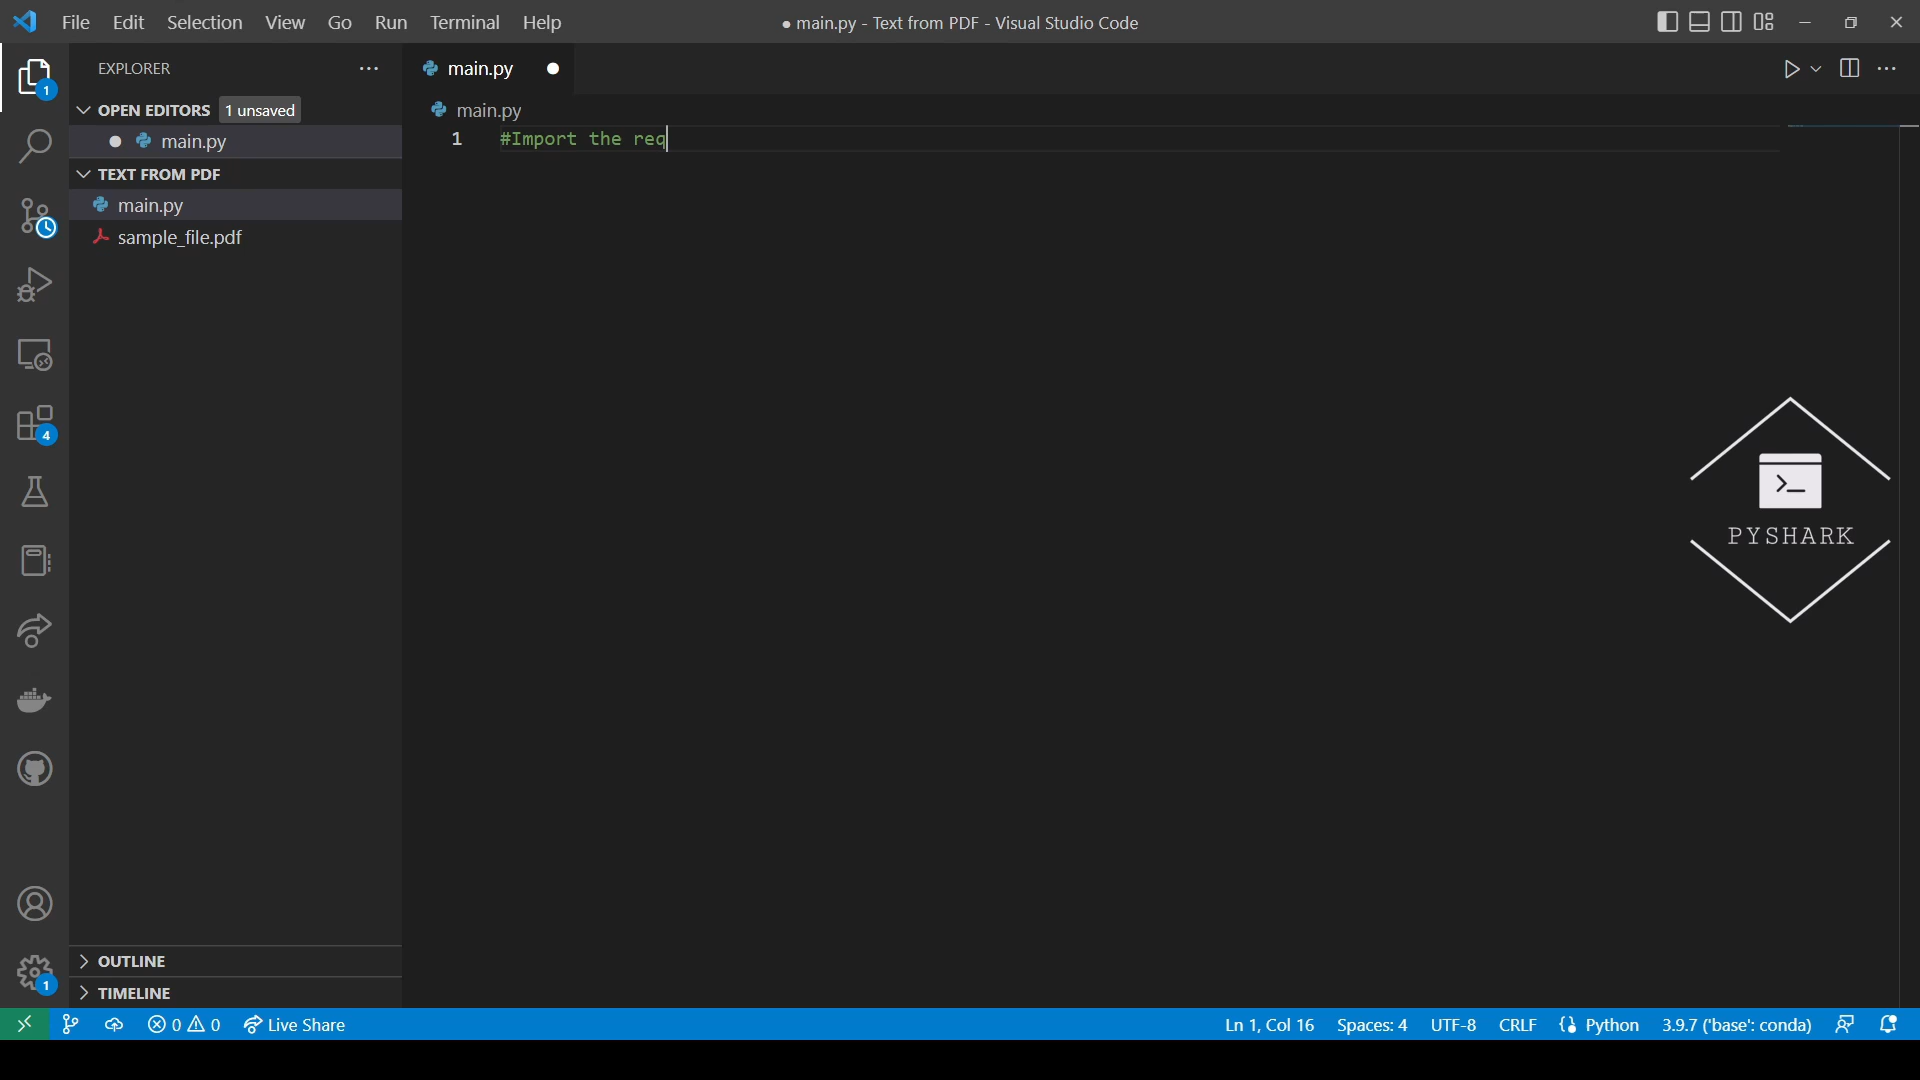 File Edit Selection View Go Run Terminal Help
● main.py - Text from PDF - Visual Studio Code
EXPLORER
1
OPEN EDITORS 1 unsaved
main.py
TEXT FROM PDF
main.py
sample_file.pdf
4
OUTLINE
1
TIMELINE
main.py
main.py
1 #Import the req
>_
PYSHARK
0 0 Live Share
Ln 1, Col 16 Spaces: 4 UTF-8 CRLF {} Python 3.9.7 ('base': conda)